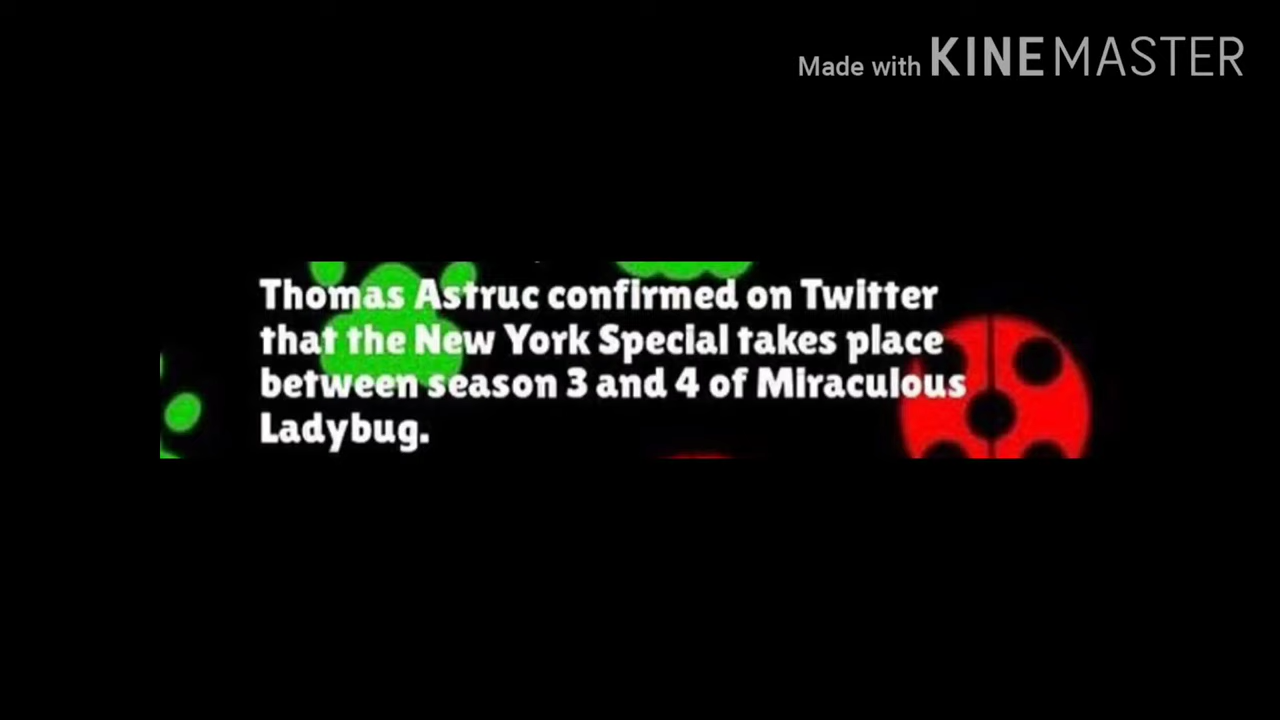 Made with KINEMASTER
Thomas Astruc confirmed on Twitter
that the New York Special takes place
between season 3 and 4 of Miraculous
Ladybug.